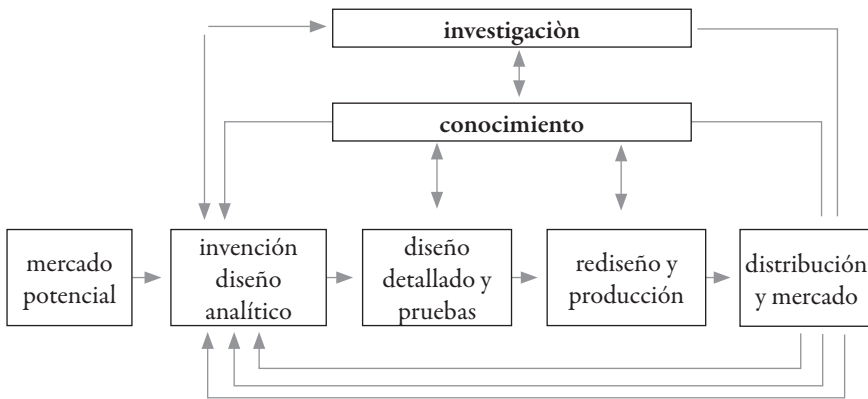 investigaciòn
conocimiento
mercado
potencial
invención
diseño
analítico
diseño
detallado y
pruebas
rediseño y
producción
distribución
y mercado